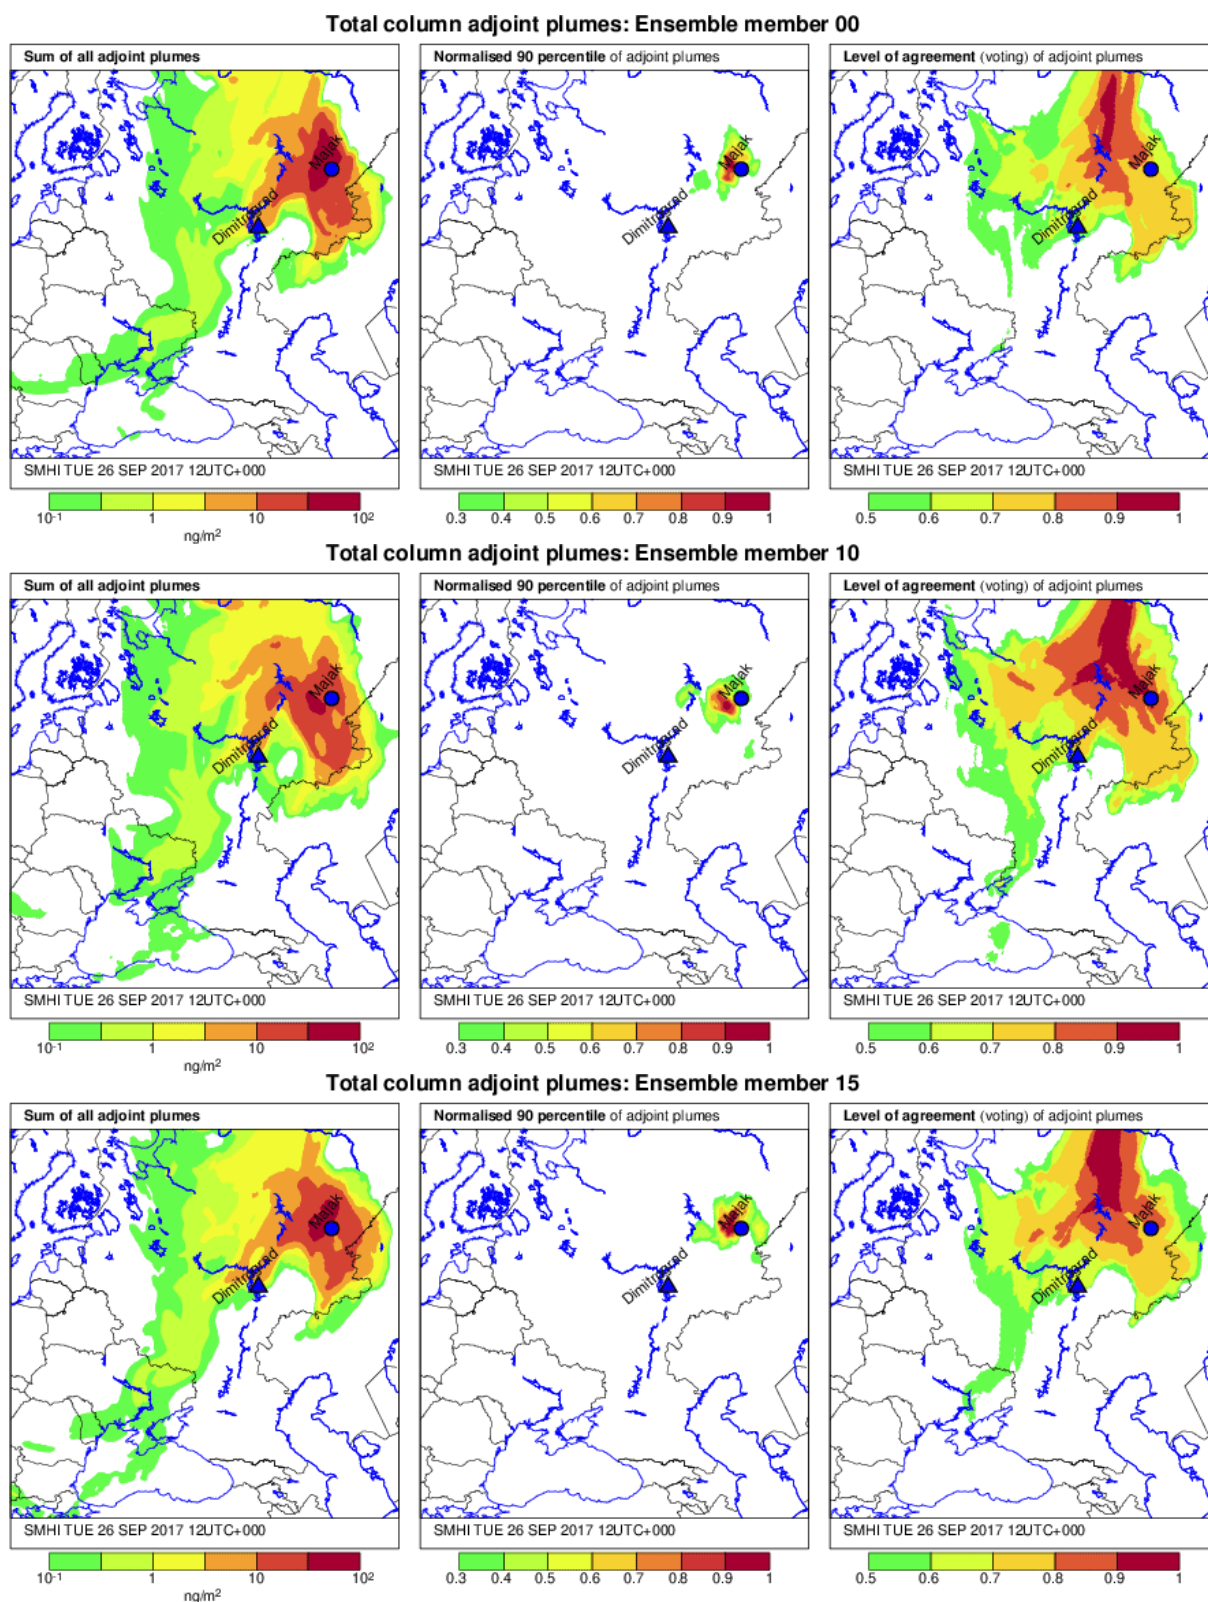 Total column adjoint plumes: Ensemble member 00
Sum of all adjoint plumes
Normalised 90 percentile of adjoint plumes
Level of agreement (voting) of adjoint plumes
Majak
Dimitrovgrad
Majak
Dimitrovgrad
Majak
Dimitrovgrad
SMHI TUE 26 SEP 2017 12UTC+000
SMHI TUE 26 SEP 2017 12UTC+000
SMHI TUE 26 SEP 2017 12UTC+000
10-1 1 10 102
0.3 0.4 0.5 0.6 0.7 0.8 0.9 1
0.5 0.6 0.7 0.8 0.9 1
ng/m2
Total column adjoint plumes: Ensemble member 10
Sum of all adjoint plumes
Normalised 90 percentile of adjoint plumes
Level of agreement (voting) of adjoint plumes
Majak
Dimitrovgrad
Majak
Dimitrovgrad
Majak
Dimitrovgrad
SMHI TUE 26 SEP 2017 12UTC+000
SMHI TUE 26 SEP 2017 12UTC+000
SMHI TUE 26 SEP 2017 12UTC+000
10-1 1 10 102
0.3 0.4 0.5 0.6 0.7 0.8 0.9 1
0.5 0.6 0.7 0.8 0.9 1
ng/m2
Total column adjoint plumes: Ensemble member 15
Sum of all adjoint plumes
Normalised 90 percentile of adjoint plumes
Level of agreement (voting) of adjoint plumes
Majak
Dimitrovgrad
Majak
Dimitrovgrad
Majak
Dimitrovgrad
SMHI TUE 26 SEP 2017 12UTC+000
SMHI TUE 26 SEP 2017 12UTC+000
SMHI TUE 26 SEP 2017 12UTC+000
10-1 1 10 102
0.3 0.4 0.5 0.6 0.7 0.8 0.9 1
0.5 0.6 0.7 0.8 0.9 1
ng/m2